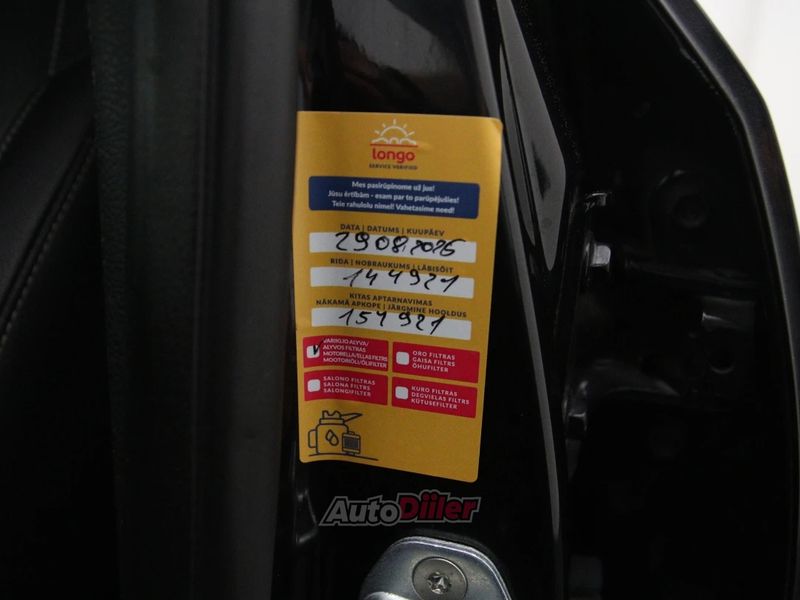 longo
SERVICE VERIFIED
Mes pasirūpinome už jus!
Jūsu ērtībām - esam par to parūpējušies!
Teie rahulolu nimel! Vahetasime need!
DATA | DATUMS | KUUPÄEV
29 08.2025
RIDA | NOBRAUKUMS | LÄBISÕIT
144921
KITAS APTARNAVIMAS
NĀKAMĀ APKOPE | JÄRGMINE HOOLDUS
154921
VARIKLIO ALYVA/
ALYVOS FILTRAS
MOTOREĻĻA/EĻĻAS FILTRS
MOOTORIÕLI/ÕLIFILTER
ORO FILTRAS
GAISA FILTRS
ÕHUFILTER
SALONO FILTRAS
SALONA FILTRS
SALONGIFILTER
KURO FILTRAS
DEGVIELAS FILTRS
KÜTUSEFILTER
AutoDiiler